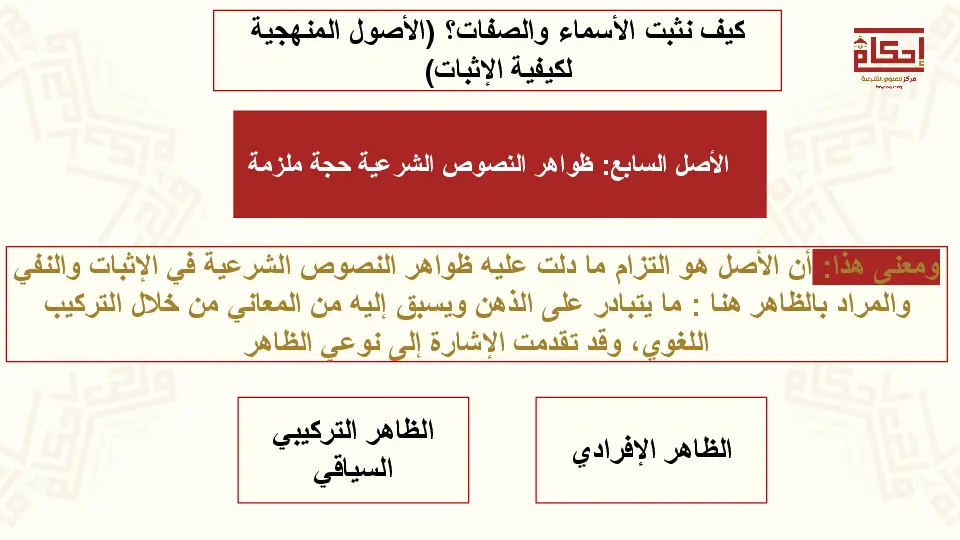 كيف نثبت الأسماء والصفات؟ (الأصول المنهجية
لكيفية الإثبات)
إحكام
مركز للعلوم الشرعية
الأصل السابع: ظواهر النصوص الشرعية حجة ملزمة
ومعنى هذا: أن الأصل هو التزام ما دلت عليه ظواهر النصوص الشرعية في الإثبات والنفي
والمراد بالظاهر هنا : ما يتبادر على الذهن ويسبق إليه من المعاني من خلال التركيب
اللغوي، وقد تقدمت الإشارة إلى نوعي الظاهر
الظاهر الإفرادي
الظاهر التركيبي
السياقي